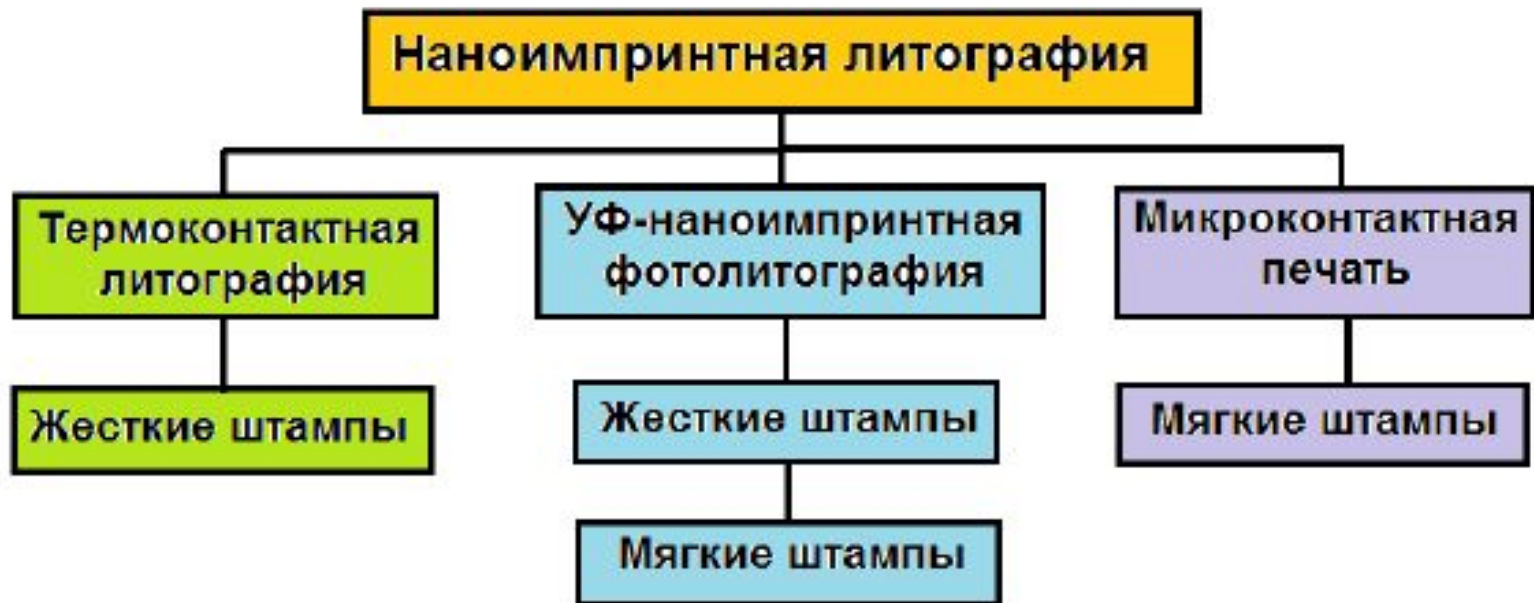 Наноимпринтная литография
Термоконтактная
литография
УФ-наноимпринтная
фотолитография
Микроконтактная
печать
Жесткие штампы
Жесткие штампы
Мягкие штампы
Мягкие штампы